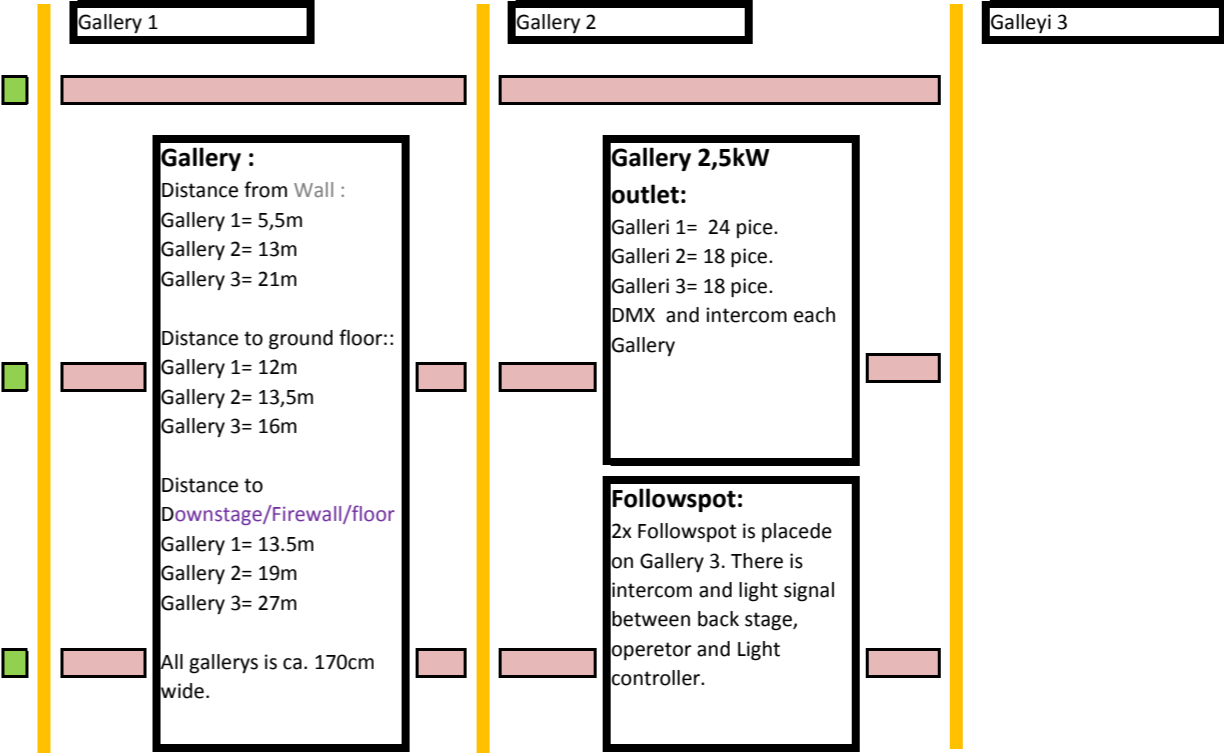 Gallery 1
Gallery 2
Galleyi 3
Gallery :
Distance from Wall :
Gallery 1= 5,5m
Gallery 2= 13m
Gallery 3= 21m
Distance to ground floor::
Gallery 1= 12m
Gallery 2= 13,5m
Gallery 3= 16m
Distance to
Downstage/Firewall/floor
Gallery 1= 13.5m
Gallery 2= 19m
Gallery 3= 27m
All gallerys is ca. 170cm
wide.
Gallery 2,5kW
outlet:
Galleri 1=  24 pice.
Galleri 2= 18 pice.
Galleri 3= 18 pice.
DMX  and intercom each
Gallery
Followspot:
2x Followspot is placede
on Gallery 3. There is
intercom and light signal
between back stage,
operetor and Light
controller.